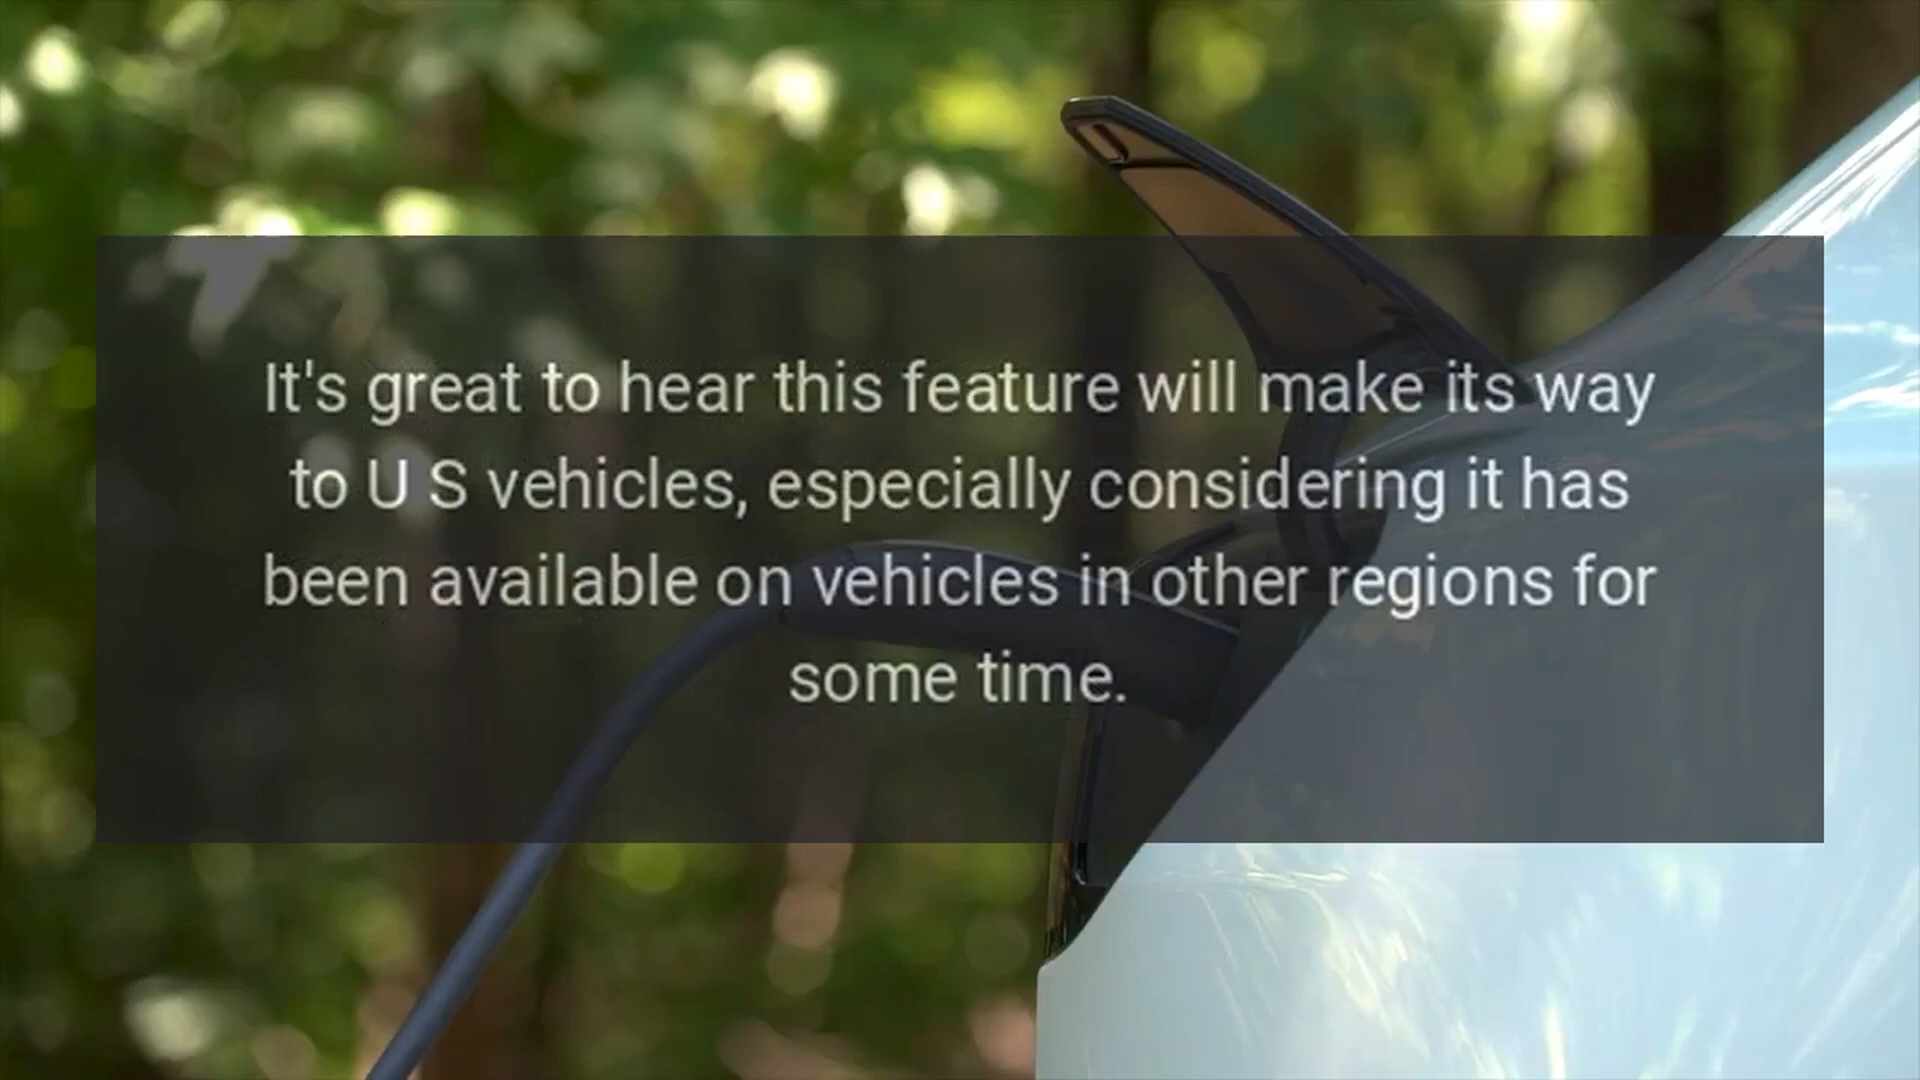 It's great to hear this feature will make its way
to U S vehicles, especially considering it has
been available on vehicles in other regions for
some time.